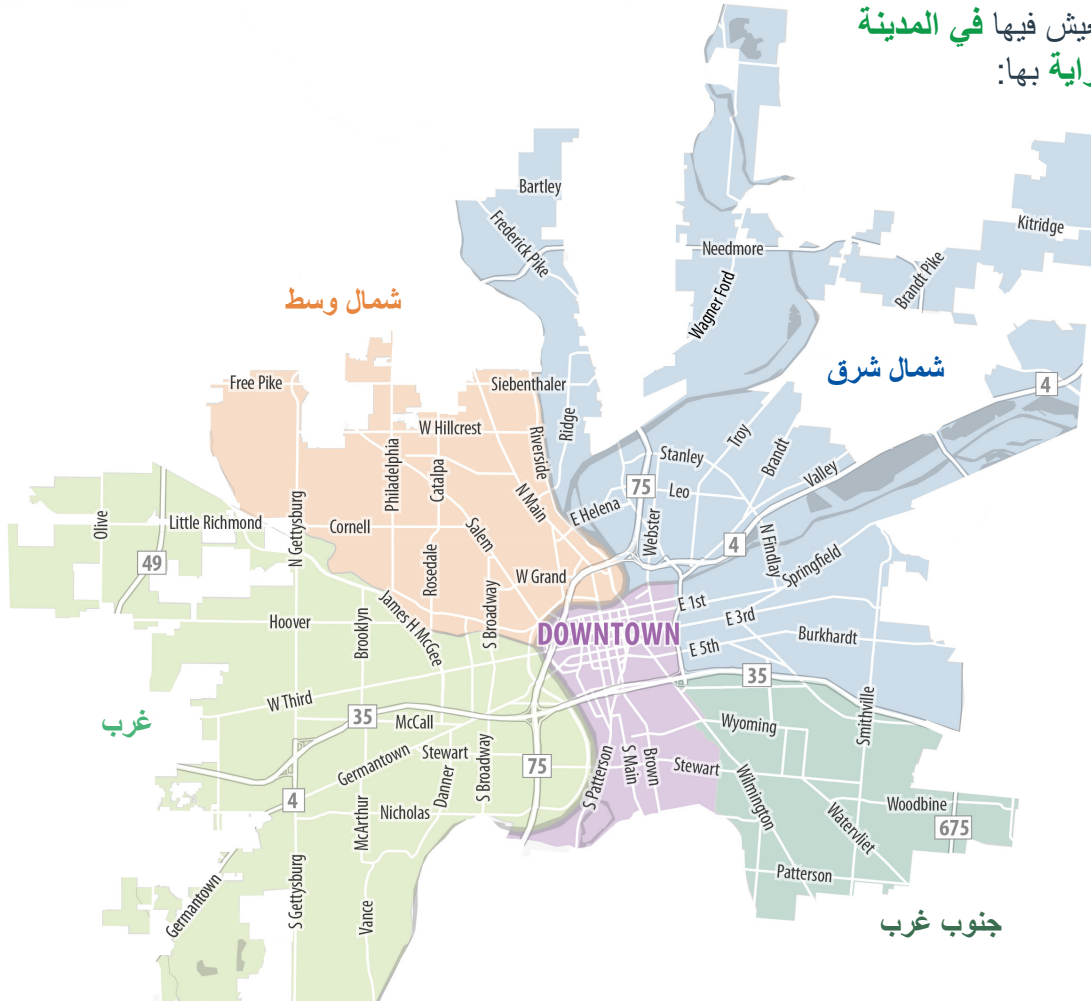 يش فيها في المدينة
راية بها:
Bartley
Kitridge
Frederick Pike
Needmore
Brandt Pike
Wagner Ford
شمال وسط
شمال شرق
4
Free Pike
Siebenthaler
Ridge
W Hillcrest
Riverside
Troy
Philadelphia
Catalpa
Stanley
Brandt
Valley
75
Leo
N Main
E Helena
Olive
Little Richmond
N Gettysburg
Cornell
Salem
Webster
4
N Findlay
49
Rosedale
W Grand
Springfield
S Broadway
James H McGee
E 1st
Hoover
Brooklyn
DOWNTOWN
E 3rd
Burkhardt
E 5th
35
W Third
Smithville
غرب
35
McCall
Wyoming
Germantown
Stewart
S Broadway
75
S Patterson
S Main
Brown
Stewart
Danner
Wilmington
4
Nicholas
McArthur
Woodbine
Watervliet
675
Patterson
Germantown
S Gettysburg
Vance
جنوب غرب